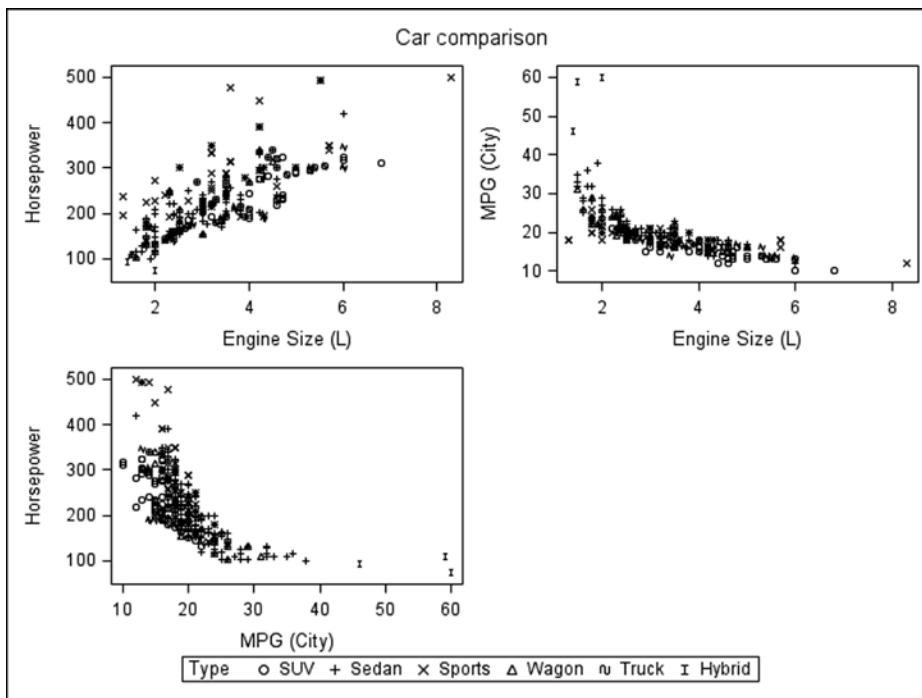 Car comparison
500
400
300
200
100
Horsepower
2 4 6 8
Engine Size (L)
60
50
40
30
20
10
MPG (City)
2 4 6 8
Engine Size (L)
500
400
300
200
100
Horsepower
10 20 30 40 50 60
MPG (City)
Type SUV Sedan Sports Wagon Truck Hybrid